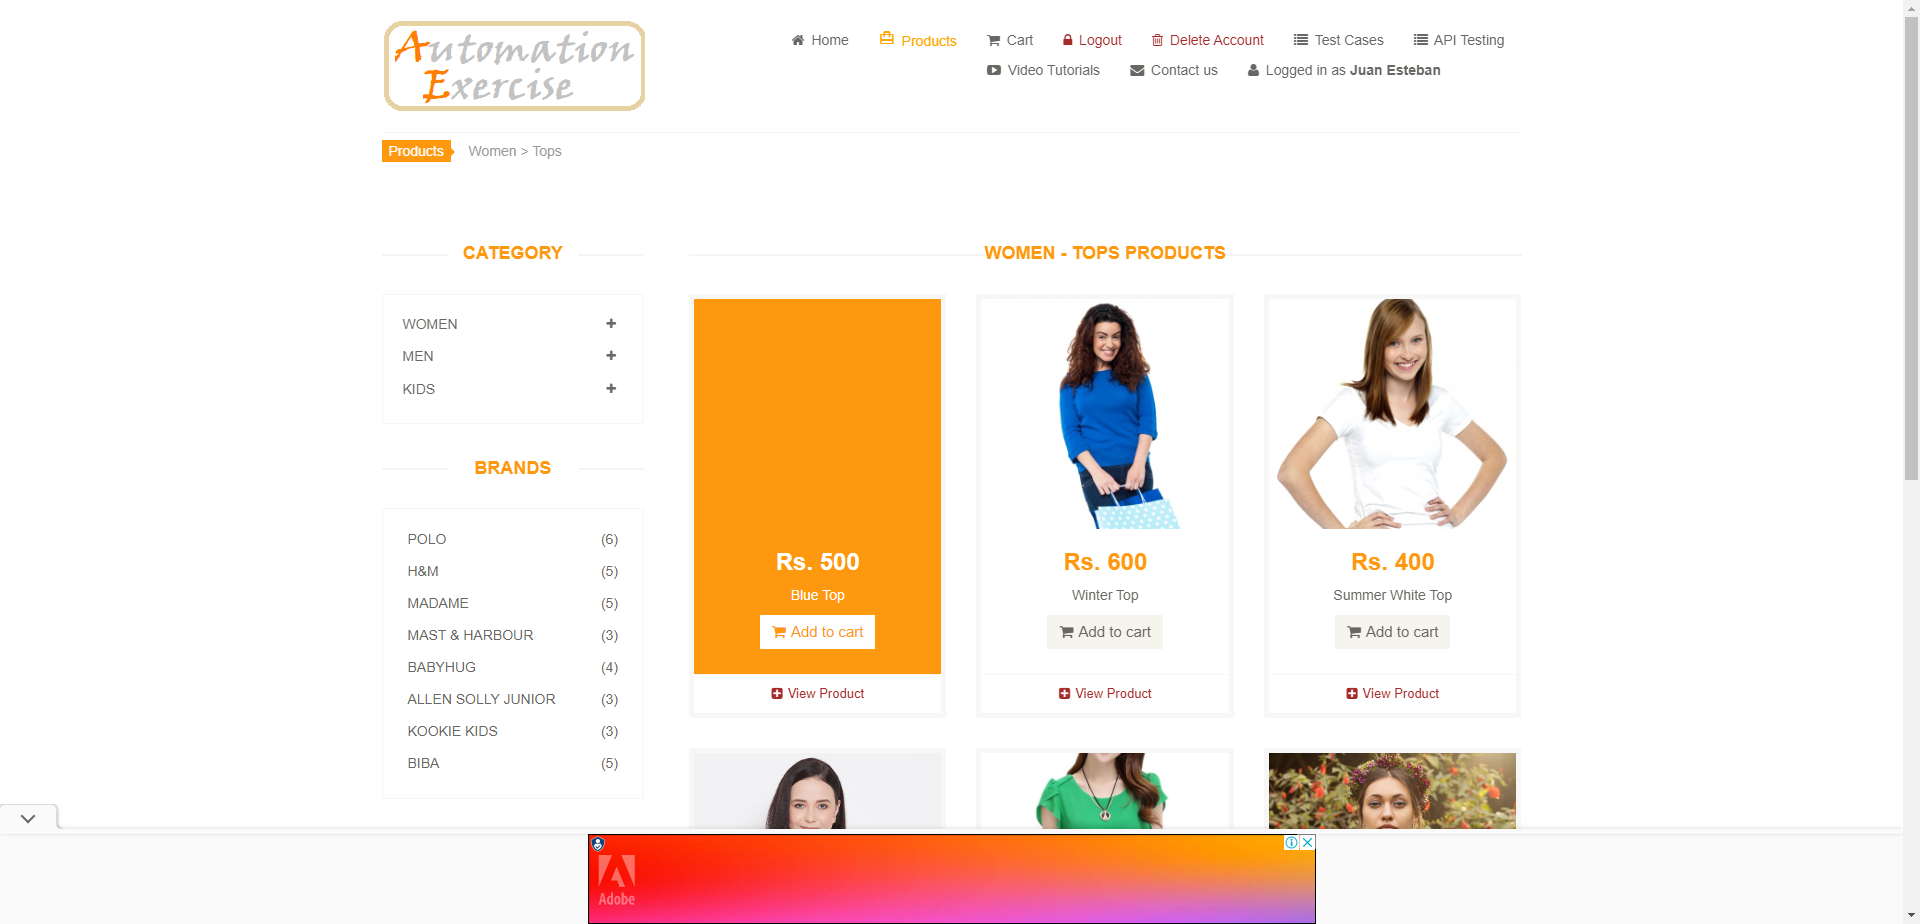 Automation
Exercise
Home
Products
Cart
Logout
Delete Account
Test Cases
API Testing
Video Tutorials
Contact us
Logged in as Juan Esteban
Products
Women > Tops
CATEGORY
WOMEN
MEN
KIDS
BRANDS
POLO (6)
H&M (5)
MADAME (5)
MAST & HARBOUR (3)
BABYHUG (4)
ALLEN SOLLY JUNIOR (3)
KOOKIE KIDS (3)
BIBA (5)
WOMEN - TOPS PRODUCTS
Rs. 500
Blue Top
Add to cart
View Product
Rs. 600
Winter Top
Add to cart
View Product
Rs. 400
Summer White Top
Add to cart
View Product
Adobe